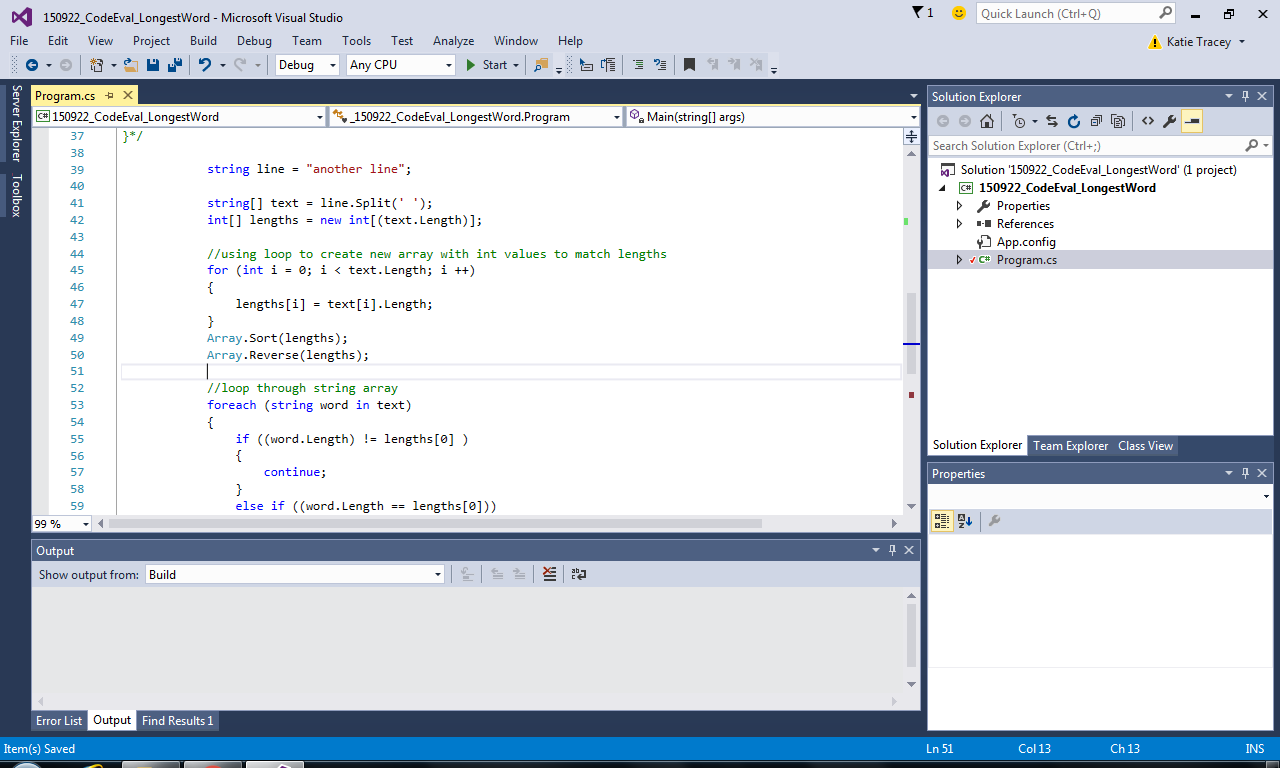 150922_CodeEval_LongestWord - Microsoft Visual Studio
1
Quick Launch (Ctrl+Q)
File Edit View Project Build Debug Team Tools Test Analyze Window Help
Katie Tracey
Debug Any CPU Start
Server Explorer
Toolbox
Program.cs
150922_CodeEval_LongestWord
_150922_CodeEval_LongestWord.Program
Main(string[] args)
37 }*/
38
39 string line = "another line";
40
41 string[] text = line.Split(' ');
42 int[] lengths = new int[(text.Length)];
43
44 //using loop to create new array with int values to match lengths
45 for (int i = 0; i < text.Length; i ++)
46 {
47 lengths[i] = text[i].Length;
48 }
49 Array.Sort(lengths);
50 Array.Reverse(lengths);
51
52 //loop through string array
53 foreach (string word in text)
54 {
55 if ((word.Length) != lengths[0] )
56 {
57 continue;
58 }
59 else if ((word.Length == lengths[0]))
99 %
Output
Show output from: Build
Error List Output Find Results 1
Solution Explorer
Search Solution Explorer (Ctrl+;)
Solution '150922_CodeEval_LongestWord' (1 project)
C# 150922_CodeEval_LongestWord
Properties
References
App.config
C# Program.cs
Solution Explorer Team Explorer Class View
Properties
Item(s) Saved Ln 51 Col 13 Ch 13 INS